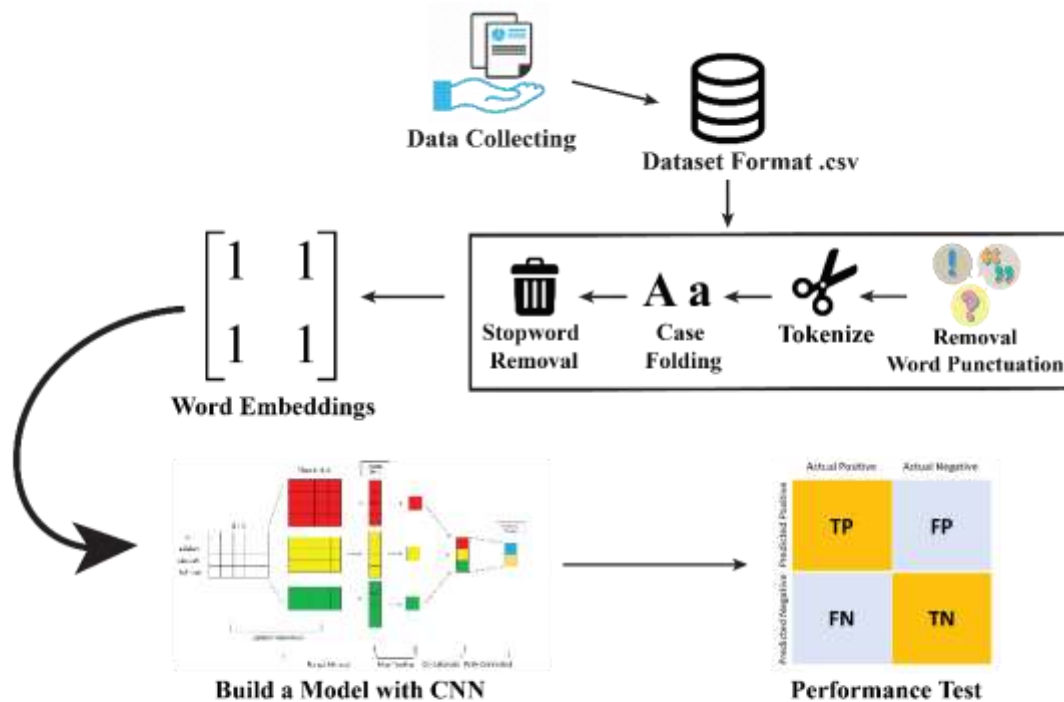 Data Collecting
Dataset Format .csv
Removal
Word Punctuation
Tokenize
A a
Case
Folding
Stopword
Removal
1 1
1 1
Word Embeddings
Build a Model with CNN
Actual Positive Actual Negative
Predicted Positive
TP FP
Predicted Negative
FN TN
Performance Test